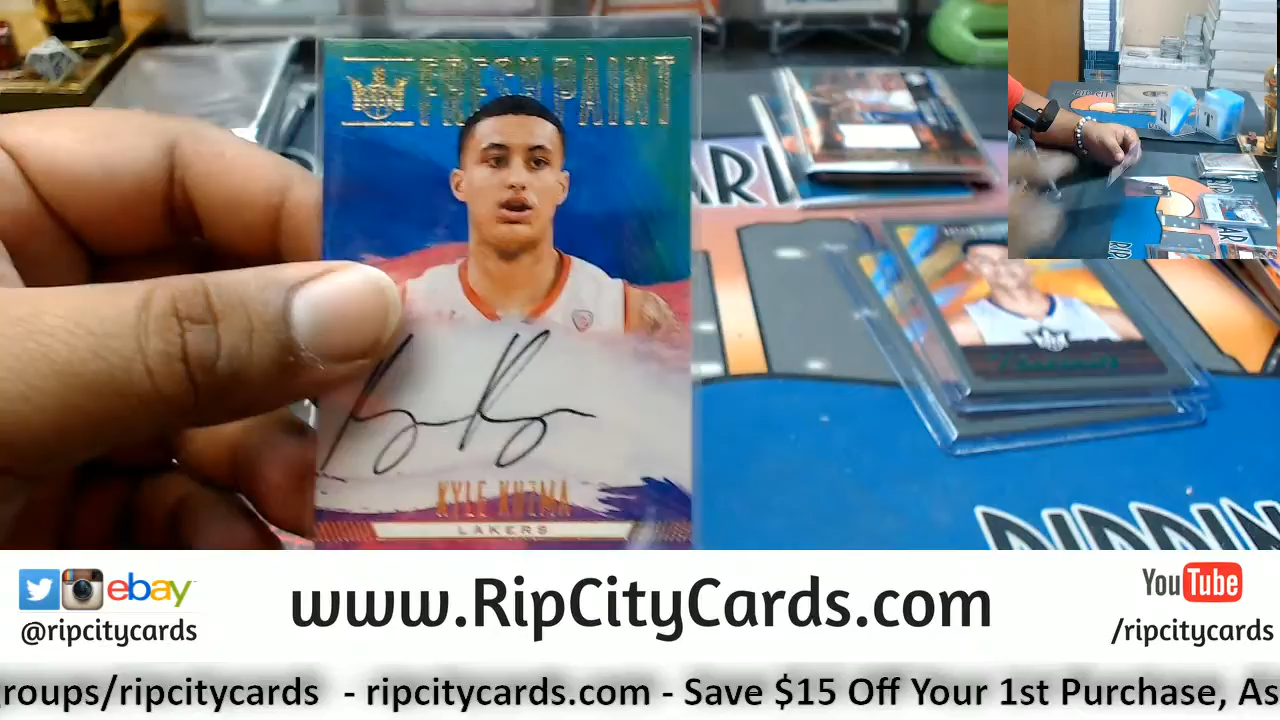 FRESH PAINT
KYLE KUZMA
LAKERS
www.RipCityCards.com
ebay
@ripcitycards
YouTube
/ripcitycards
roups/ripcitycards - ripcitycards.com - Save $15 Off Your 1st Purchase, As